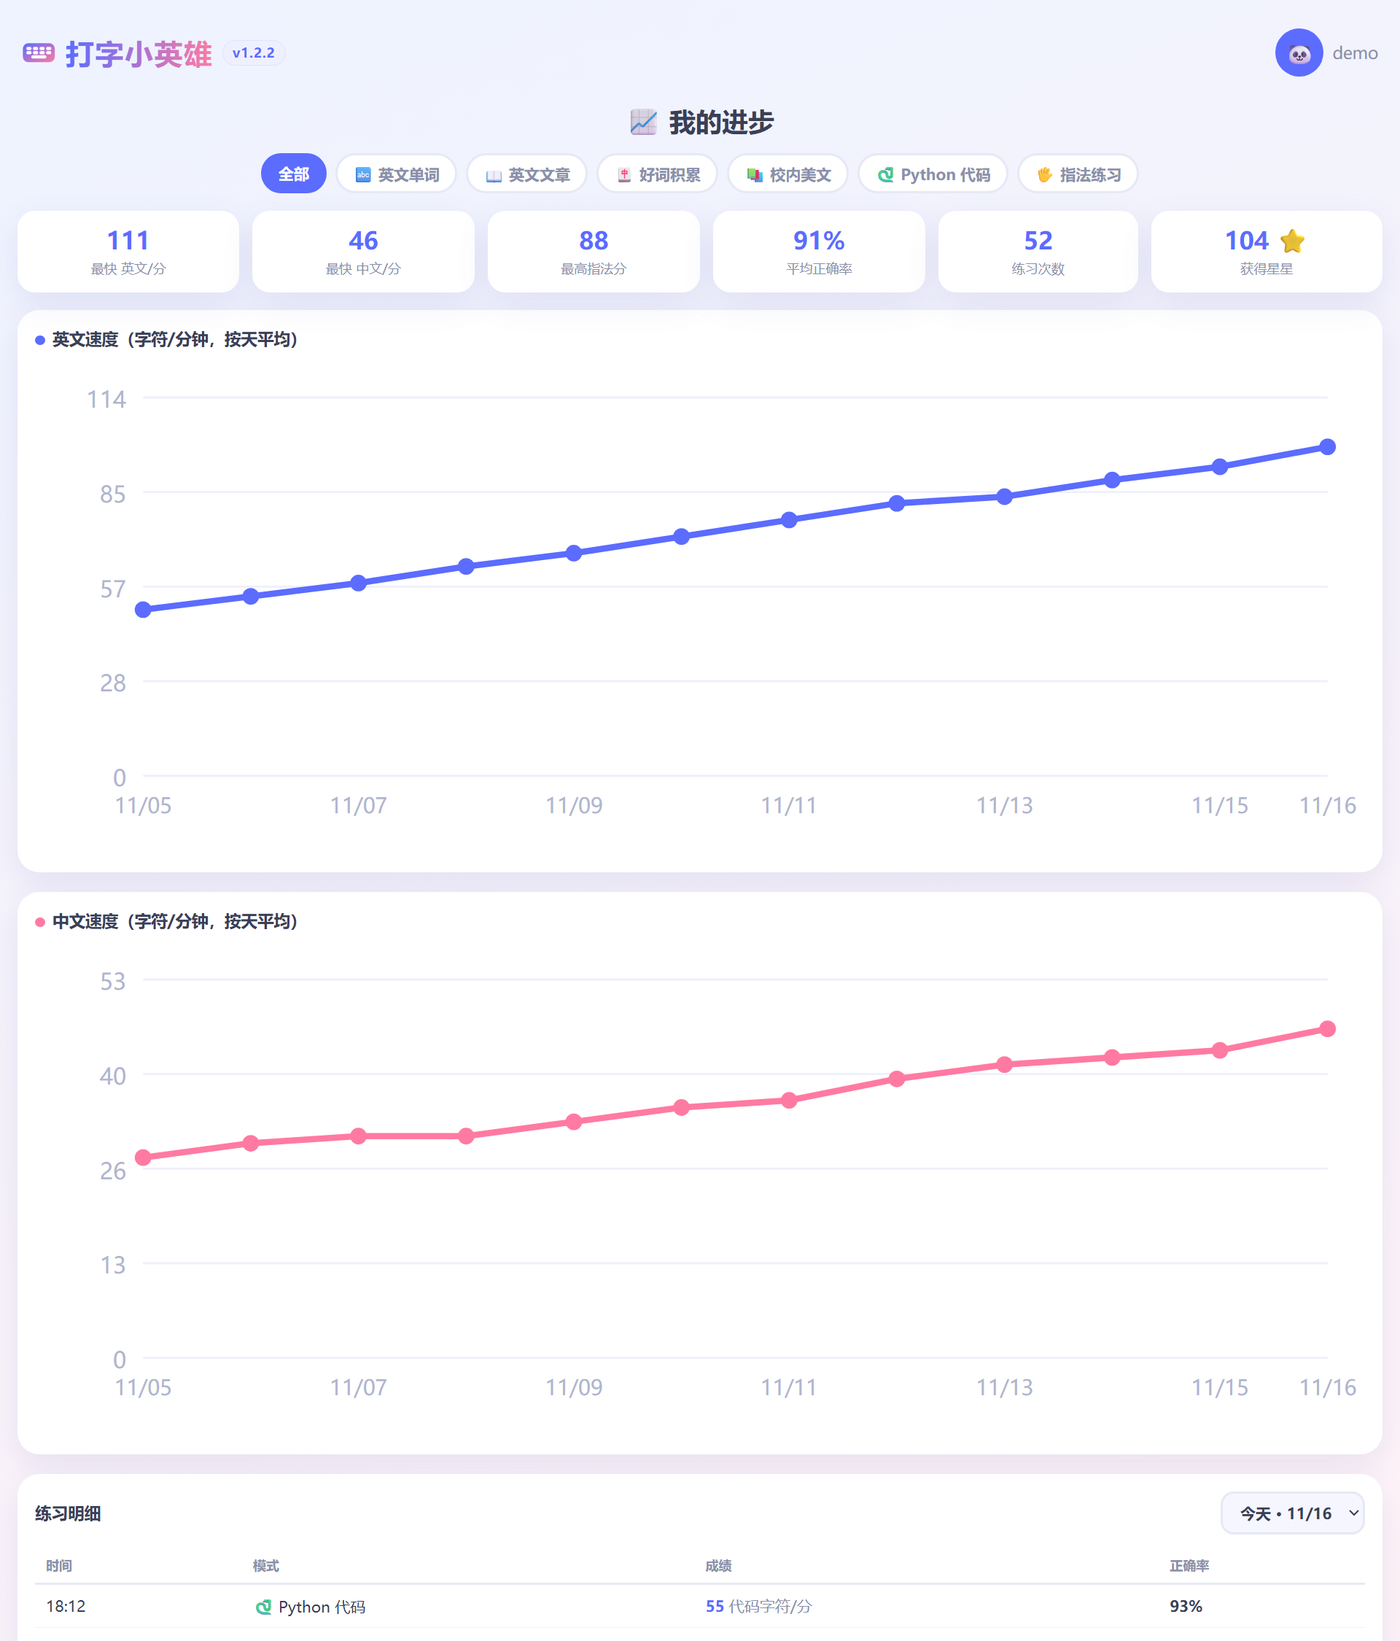 打字小英雄 v1.2.2
demo
我的进步
全部 英文单词 英文文章 好词积累 校内美文 Python 代码 指法练习
111 46 88 91% 52 104
最快 英文/分 最快 中文/分 最高指法分 平均正确率 练习次数 获得星星
英文速度（字符/分钟，按天平均）
114
85
57
28
0
11/05 11/07 11/09 11/11 11/13 11/15 11/16
中文速度（字符/分钟，按天平均）
53
40
26
13
0
11/05 11/07 11/09 11/11 11/13 11/15 11/16
练习明细 今天 • 11/16
时间 模式 成绩 正确率
18:12 Python 代码 55 代码字符/分 93%